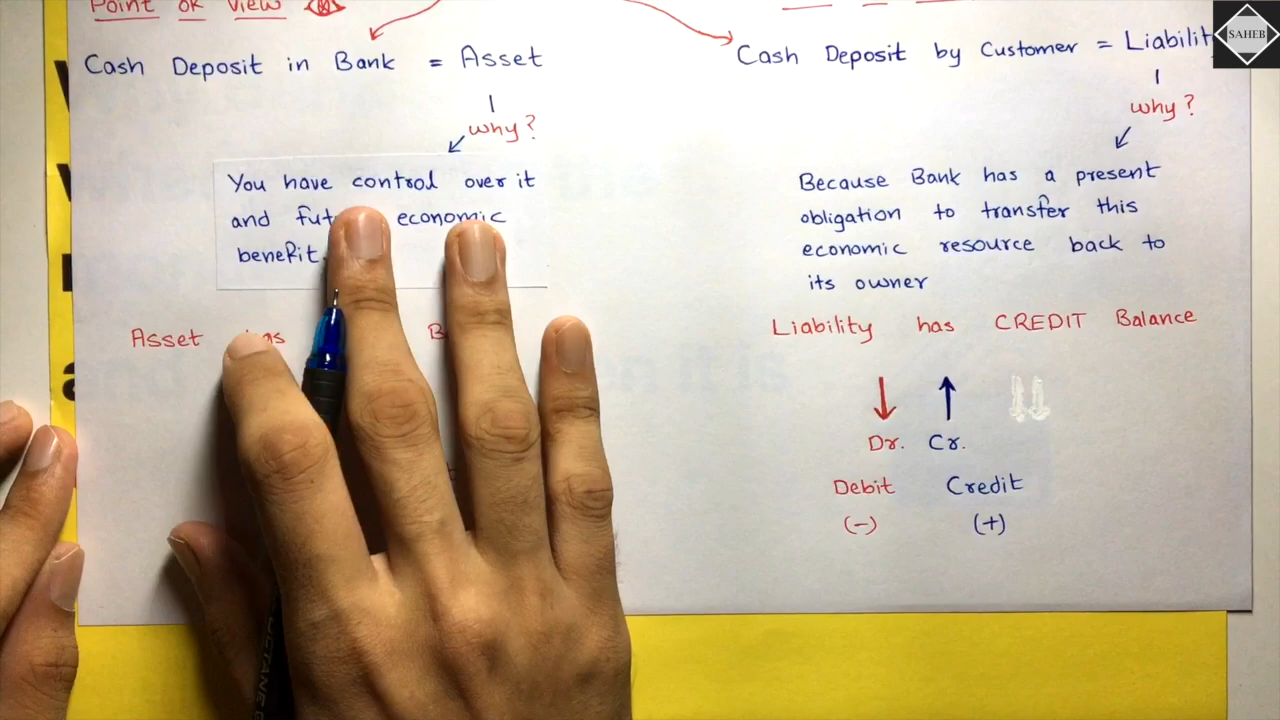 Point of view
Cash Deposit in Bank = Asset
why?
You have control over it
and economic
benefit.
Asset has
Cash Deposit by Customer =
why?
Because Bank has a present
obligation to transfer this
economic resource back to
its owner
Liability has CREDIT Balance
Dr. Cr.
Debit Credit
(-) (+)
SAHEB